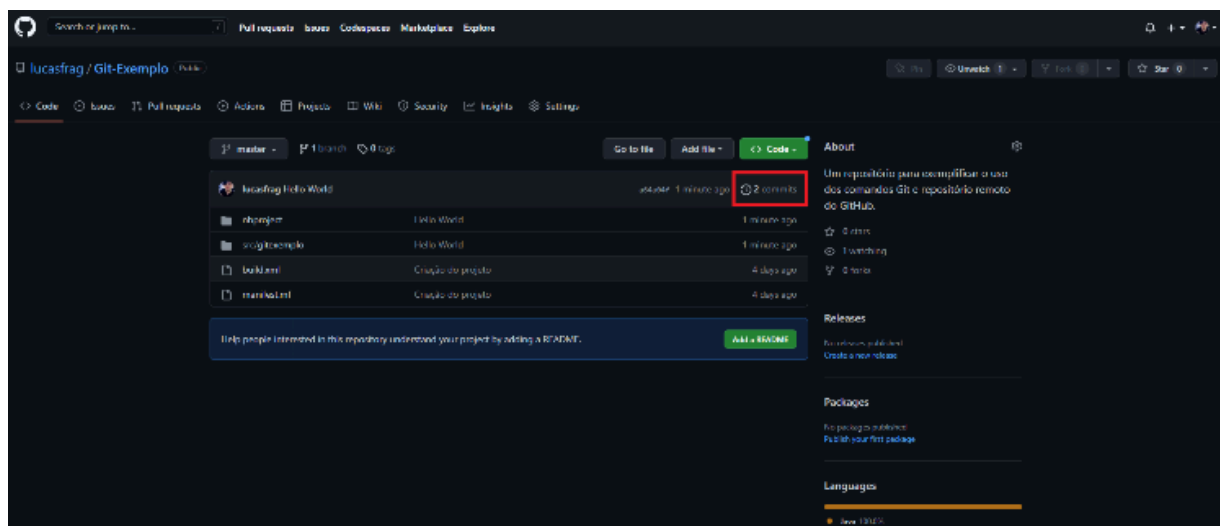 Search or jump to...
/
Pull requests Issues Codespaces Marketplace Explore
lucasfrag / Git-Exemplo Public
Pin
Unwatch 1
Fork 0
Star 0
Code Issues Pull requests Actions Projects Wiki Security Insights Settings
master 1 branch 0 tags
Go to file Add file Code
lucasfrag Hello World 1 minute ago 2 commits
nbproject Hello World 1 minute ago
src/gitexemplo Hello World 1 minute ago
build.xml Criação do projeto 4 days ago
manifest.mf Criação do projeto 4 days ago
Help people interested in this repository understand your project by adding a README.
Add a README
About
Um repositório para exemplificar o uso
dos comandos Git e repositório remoto
do GitHub.
0 stars
1 watching
0 forks
Releases
No releases published
Create a new release
Packages
No packages published
Publish your first package
Languages
Java 100.0%